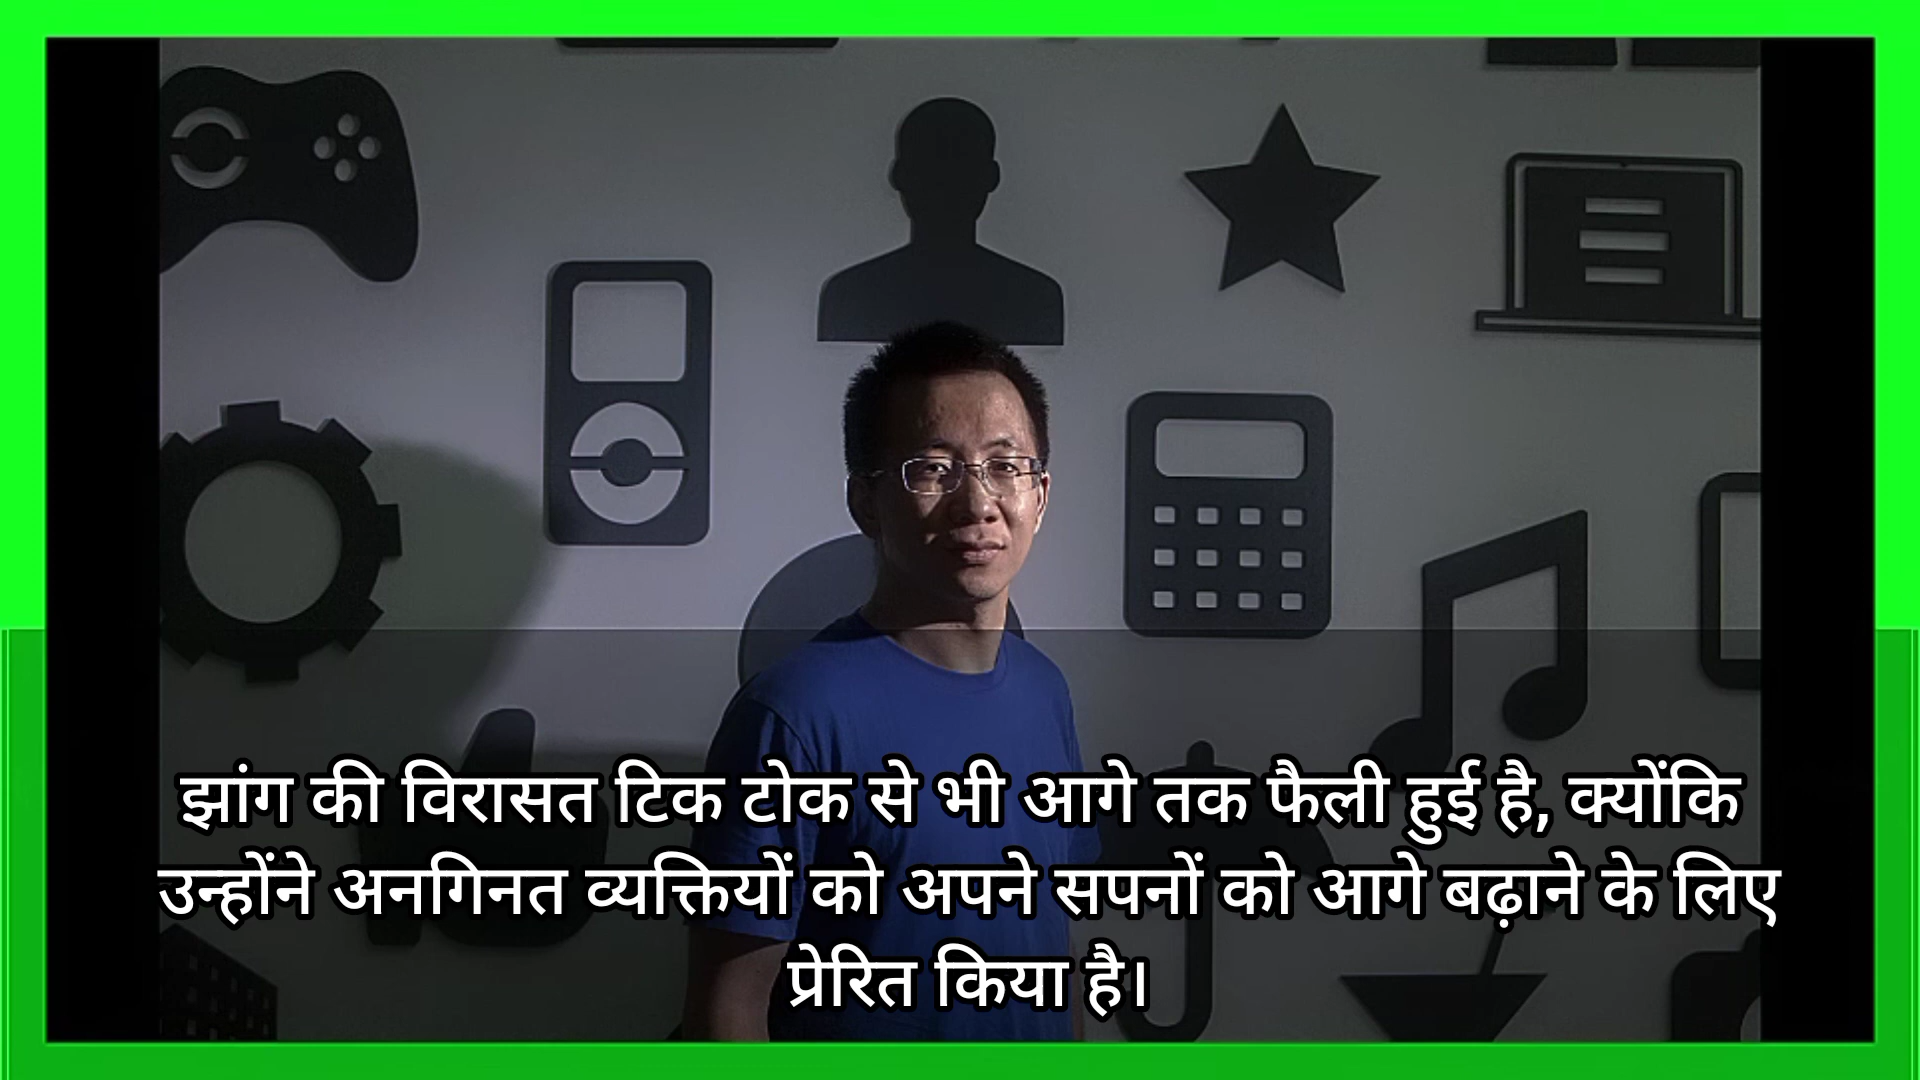 झांग की विरासत टिक टोक से भी आगे तक फैली हुई है, क्योंकि
उन्होंने अनगिनत व्यक्तियों को अपने सपनों को आगे बढ़ाने के लिए
प्रेरित किया है।